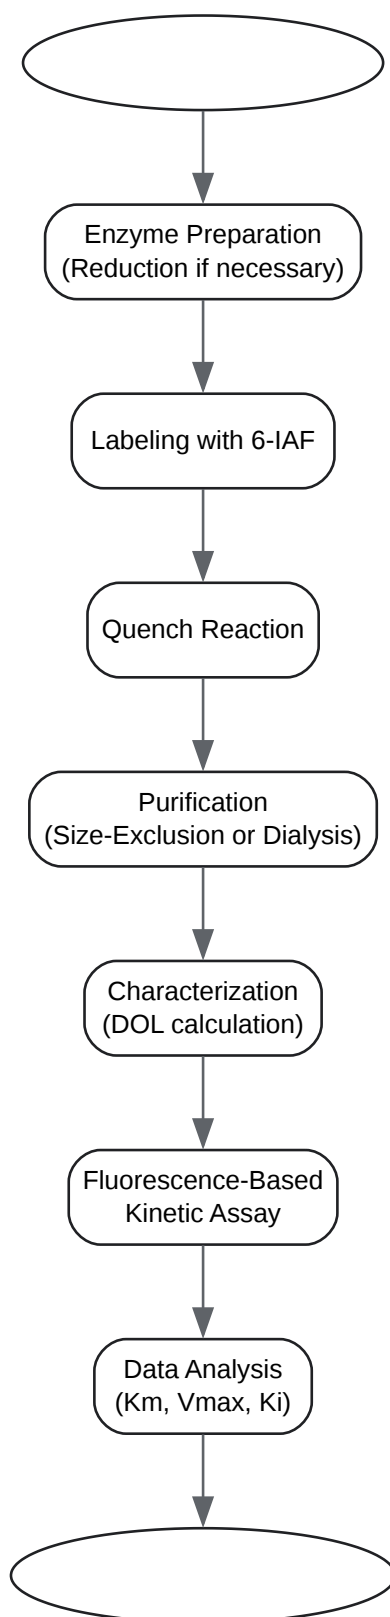 Enzyme Preparation
(Reduction if necessary)
Labeling with 6-IAF
Quench Reaction
Purification
(Size-Exclusion or Dialysis)
Characterization
(DOL calculation)
Fluorescence-Based
Kinetic Assay
Data Analysis
(Km, Vmax, Ki)